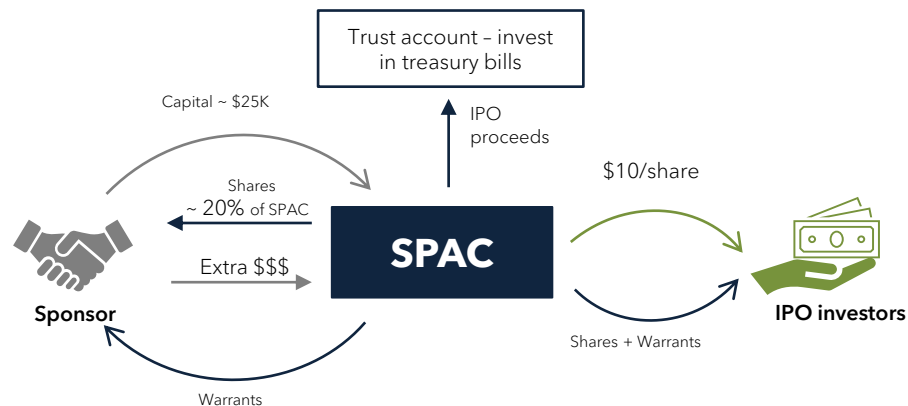 Trust account – invest
in treasury bills
Capital ~ $25K
IPO
proceeds
$10/share
Shares
~ 20% of SPAC
SPAC
Extra $$$
Sponsor
IPO investors
Shares + Warrants
Warrants